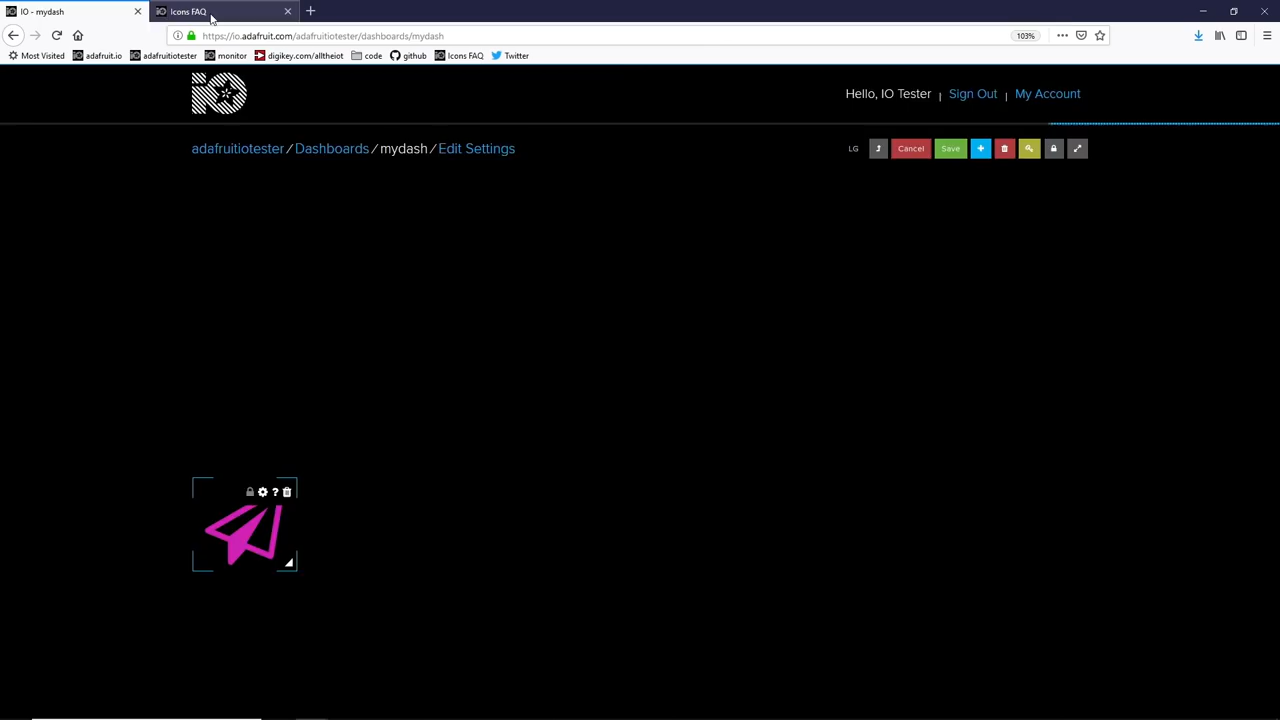 IO - mydash
Icons FAQ
https://io.adafruit.com/adafruitiotester/dashboards/mydash
103%
Most Visited
adafruit.io
adafruitiotester
monitor
digikey.com/alltheiot
code
github
Icons FAQ
Twitter
iO
Hello, IO Tester | Sign Out | My Account
adafruitiotester / Dashboards / mydash / Edit Settings
LG
Cancel
Save
?